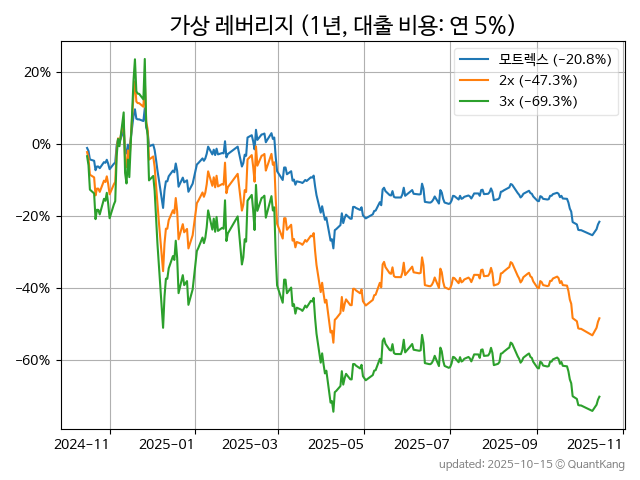 가상 레버리지 (1년, 대출 비용: 연 5%)
모트렉스 (−20.8%)
2x (−47.3%)
3x (−69.3%)
20%
0%
−20%
−40%
−60%
2024-11 2025-01 2025-03 2025-05 2025-07 2025-09 2025-11
updated: 2025-10-15 © QuantKang